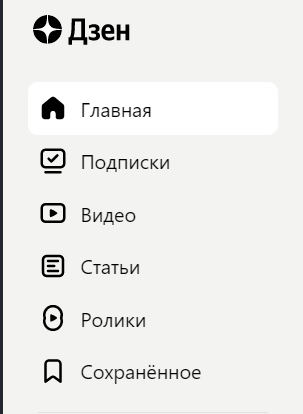 Дзен
Главная
Подписки
Видео
Статьи
Ролики
Сохранённое